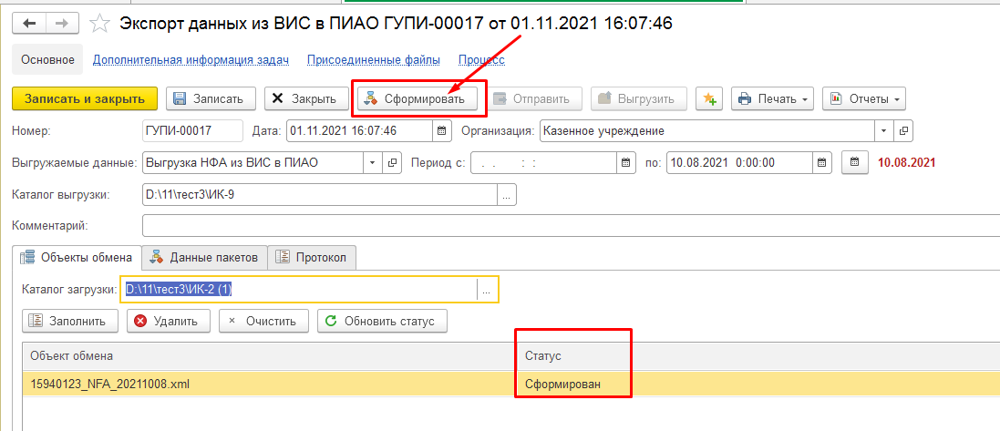 Экспорт данных из ВИС в ПИАО ГУПИ-00017 от 01.11.2021 16:07:46
Основное Дополнительная информация задач Присоединенные файлы Процесс
Записать и закрыть Записать Закрыть Сформировать Отправить Выгрузить Печать Отчеты
Номер: ГУПИ-00017 Дата: 01.11.2021 16:07:46 Организация: Казенное учреждение
Выгружаемые данные: Выгрузка НФА из ВИС в ПИАО Период с: . . : : по: 10.08.2021 0:00:00 10.08.2021
Каталог выгрузки: D:\11\тест3\ИК-9 ...
Комментарий:
Объекты обмена Данные пакетов Протокол
Каталог загрузки: D:\11\тест3\ИК-2 (1) ...
Заполнить Удалить Очистить Обновить статус
Объект обмена Статус
15940123_NFA_20211008.xml Сформирован